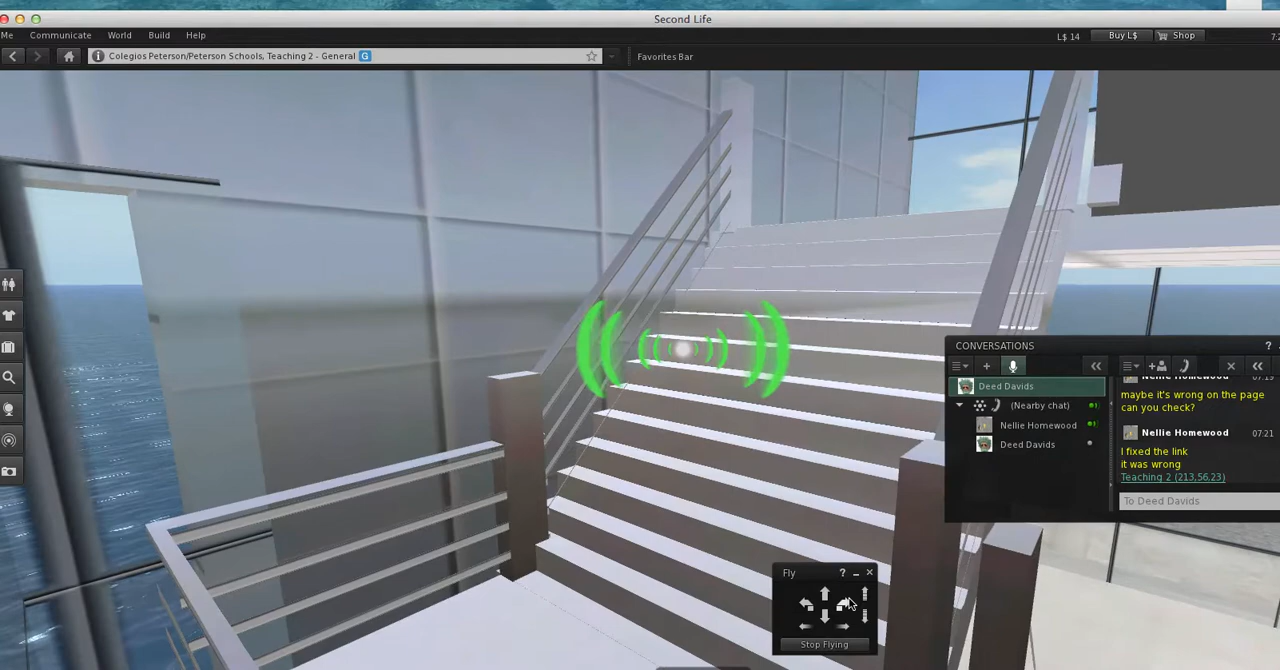 Second Life
Me Communicate World Build Help
L$ 14 Buy L$ Shop
Colegios Peterson/Peterson Schools, Teaching 2 - General G
Favorites Bar
CONVERSATIONS ?
Deed Davids
(Nearby chat)
Nellie Homewood
Deed Davids
maybe it's wrong on the page
can you check?
Nellie Homewood 07:21
I fixed the link
it was wrong
Teaching 2 (213,56,23)
To Deed Davids
Fly ?
Stop Flying